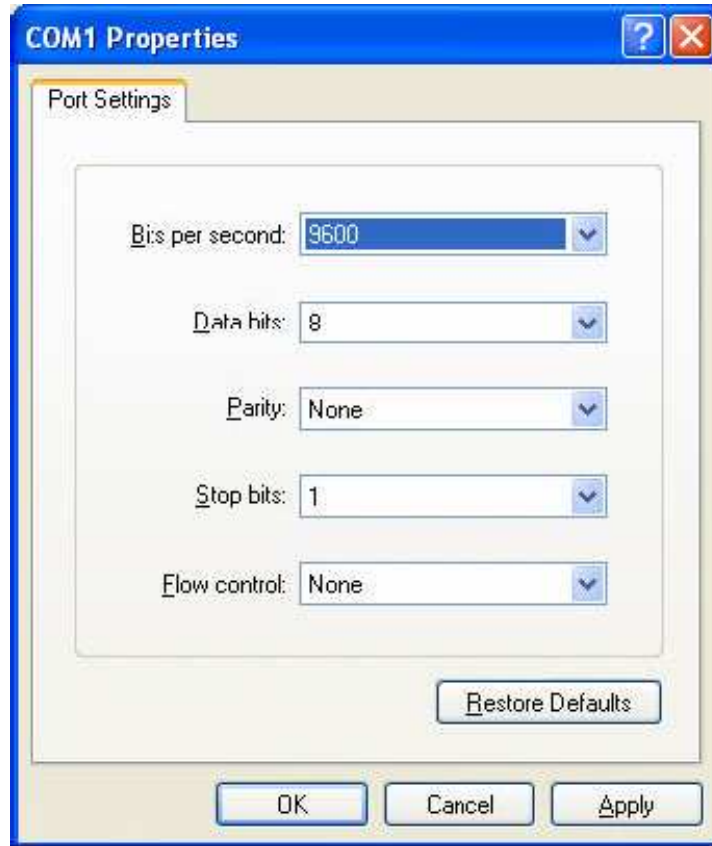 COM1 Properties
Port Settings
Bits per second: 9600
Data bits: 8
Parity: None
Stop bits: 1
Flow control: None
Restore Defaults
OK Cancel Apply